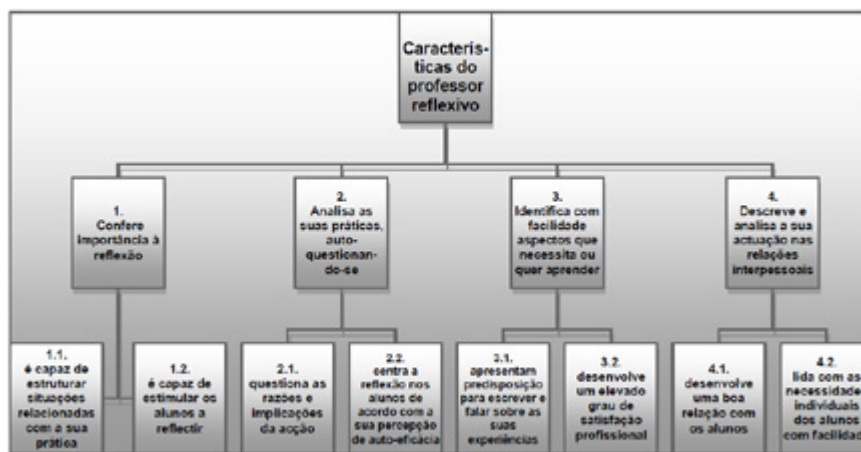 Caracterís-
ticas do
professor
reflexivo
1.
Confere
importância à
reflexão
2.
Analisa as
suas práticas,
auto-
questionan-
do-se
3.
Identifica com
facilidade
aspectos que
necessita ou
quer aprender
4.
Descreve e
analisa a sua
actuação nas
relações
interpessoais
1.1.
é capaz de
estruturar
situações
relacionadas
com a sua
prática
1.2.
é capaz de
estimular os
alunos a
reflectir
2.1.
questiona as
razões e
implicações
da acção
2.2.
centra a
reflexão nos
alunos de
acordo com a
sua percepção
de auto-eficácia
3.1.
apresentam
predisposição
para escrever e
falar sobre as
suas
experiências
3.2.
desenvolve
um elevado
grau de
satisfação
profissional
4.1.
desenvolve
uma boa
relação com
os alunos
4.2.
lida com as
necessidade
individuais
dos alunos
com facilidad